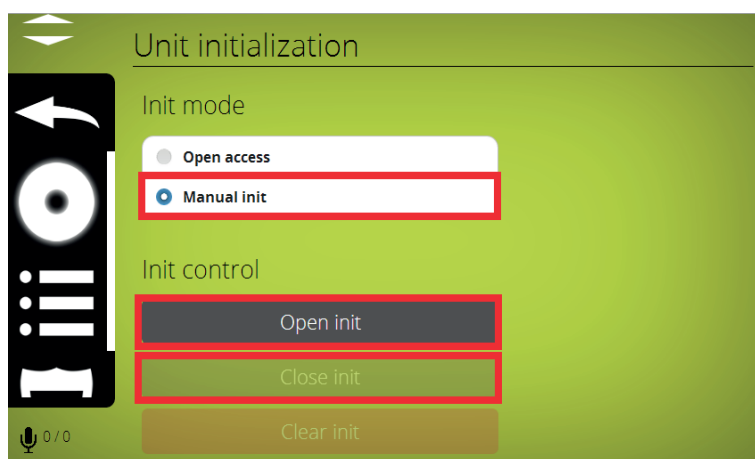 Unit initialization
Init mode
Open access
Manual init
Init control
Open init
Close init
Clear init
0/0